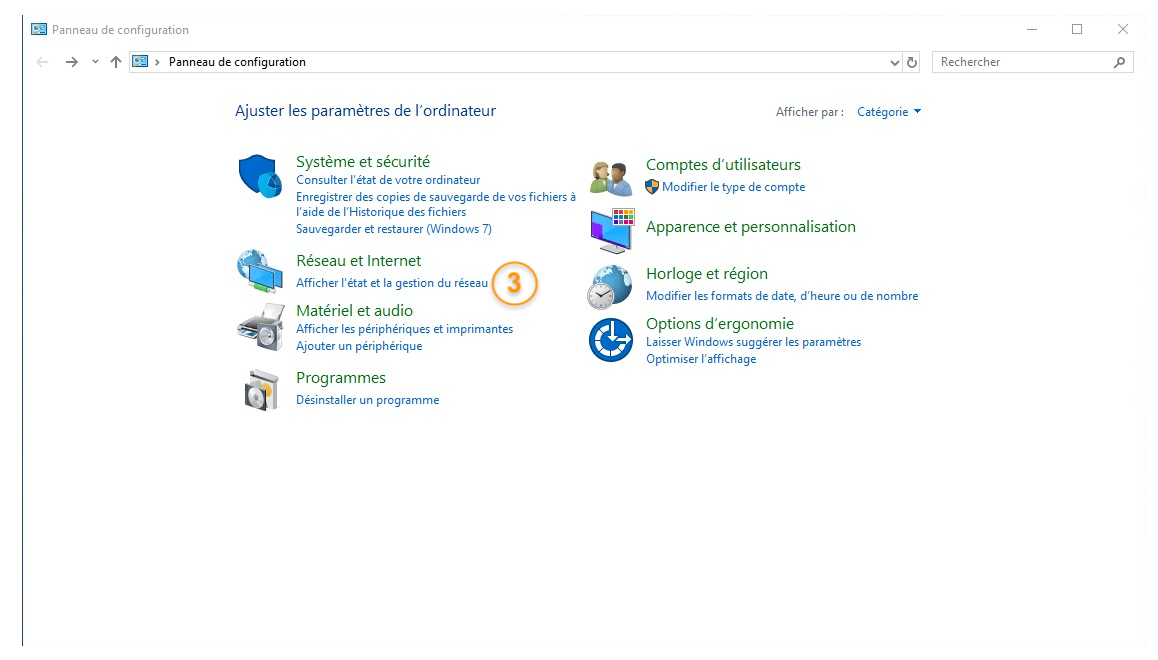 Panneau de configuration
Panneau de configuration
Rechercher
Ajuster les paramètres de l'ordinateur
Afficher par :
Catégorie
Système et sécurité
Consulter l'état de votre ordinateur
Enregistrer des copies de sauvegarde de vos fichiers à
l'aide de l'Historique des fichiers
Sauvegarder et restaurer (Windows 7)
Réseau et Internet
Afficher l'état et la gestion du réseau
3
Matériel et audio
Afficher les périphériques et imprimantes
Ajouter un périphérique
Programmes
Désinstaller un programme
Comptes d'utilisateurs
Modifier le type de compte
Apparence et personnalisation
Horloge et région
Modifier les formats de date, d'heure ou de nombre
Options d'ergonomie
Laisser Windows suggérer les paramètres
Optimiser l'affichage